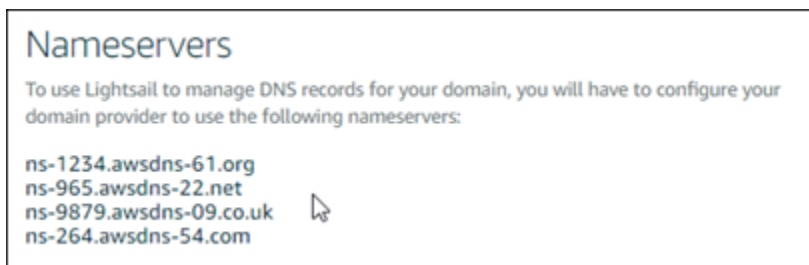 Nameservers
To use Lightsail to manage DNS records for your domain, you will have to configure your
domain provider to use the following nameservers:
ns-1234.awsdns-61.org
ns-965.awsdns-22.net
ns-9879.awsdns-09.co.uk
ns-264.awsdns-54.com